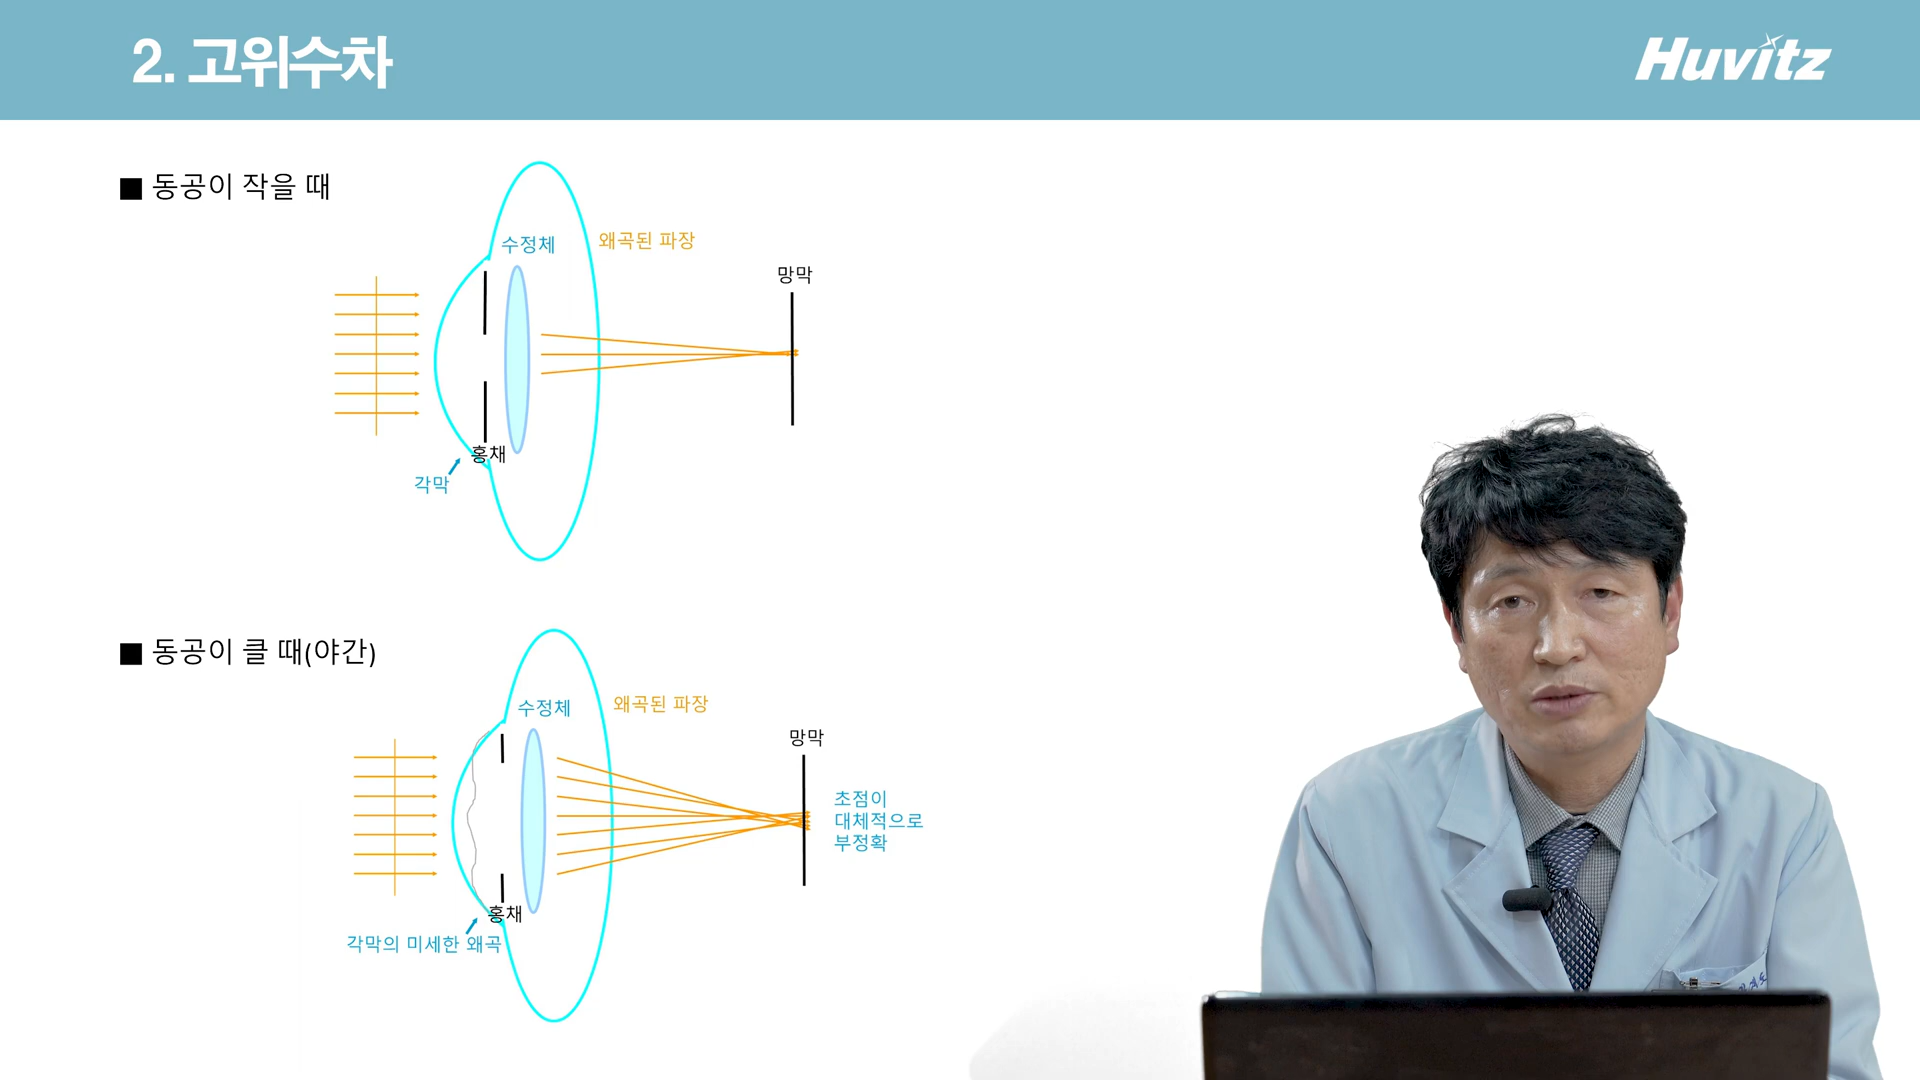 2. 고위수차
Huvitz
■ 동공이 작을 때
수정체
왜곡된 파장
망막
홍채
각막
■ 동공이 클 때(야간)
수정체
왜곡된 파장
망막
초점이
대체적으로
부정확
홍채
각막의 미세한 왜곡